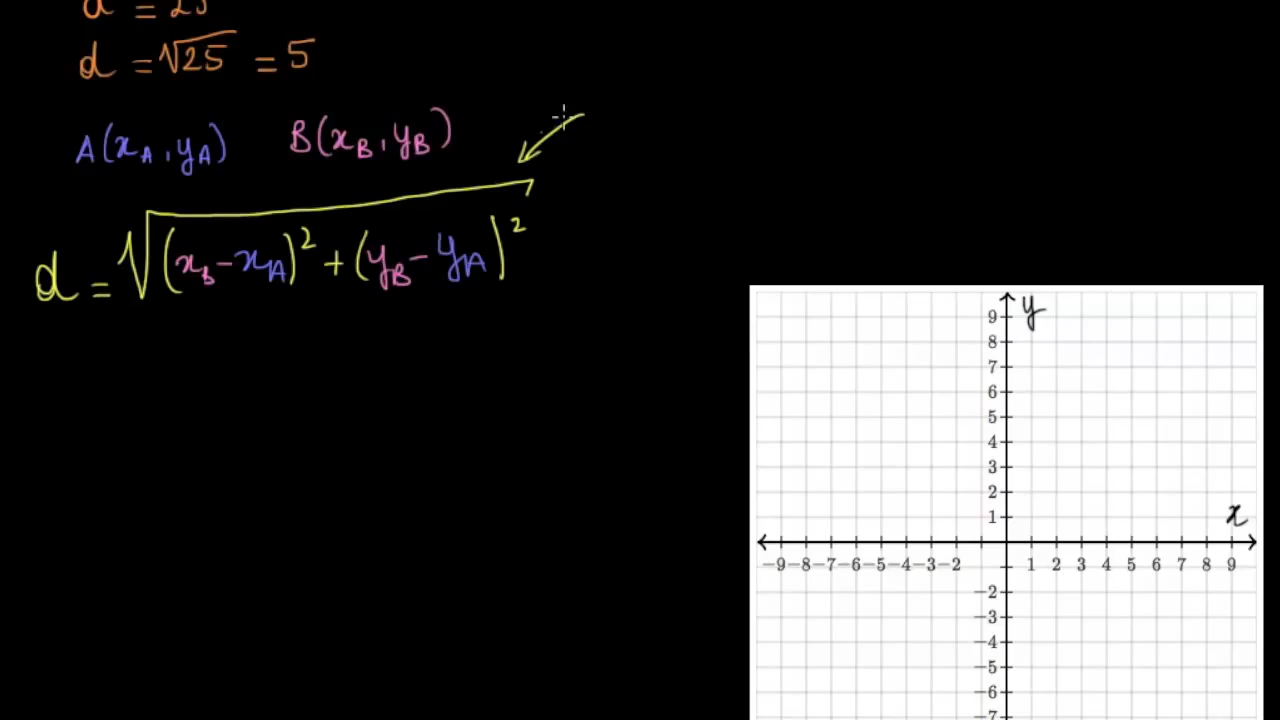 d = 25
d = √25 = 5
A(x_A, y_A) B(x_B, y_B)
d = √(x_B - x_A)² + (y_B - y_A)²
y
9
8
7
6
5
4
3
2
1
x
-9 -8 -7 -6 -5 -4 -3 -2 1 2 3 4 5 6 7 8 9
-2
-3
-4
-5
-6
-7